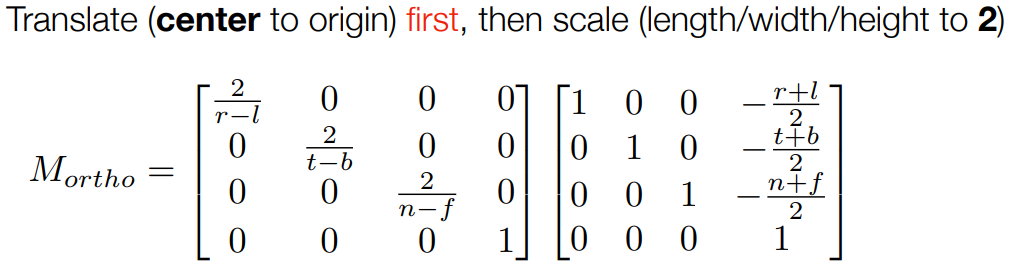 Translate (center to origin) first, then scale (length/width/height to 2)
M_{ortho} = \begin{bmatrix} \frac{2}{r-l} & 0 & 0 & 0 \\ 0 & \frac{2}{t-b} & 0 & 0 \\ 0 & 0 & \frac{2}{n-f} & 0 \\ 0 & 0 & 0 & 1 \end{bmatrix} \begin{bmatrix} 1 & 0 & 0 & -\frac{r+l}{2} \\ 0 & 1 & 0 & -\frac{t+b}{2} \\ 0 & 0 & 1 & -\frac{n+f}{2} \\ 0 & 0 & 0 & 1 \end{bmatrix}